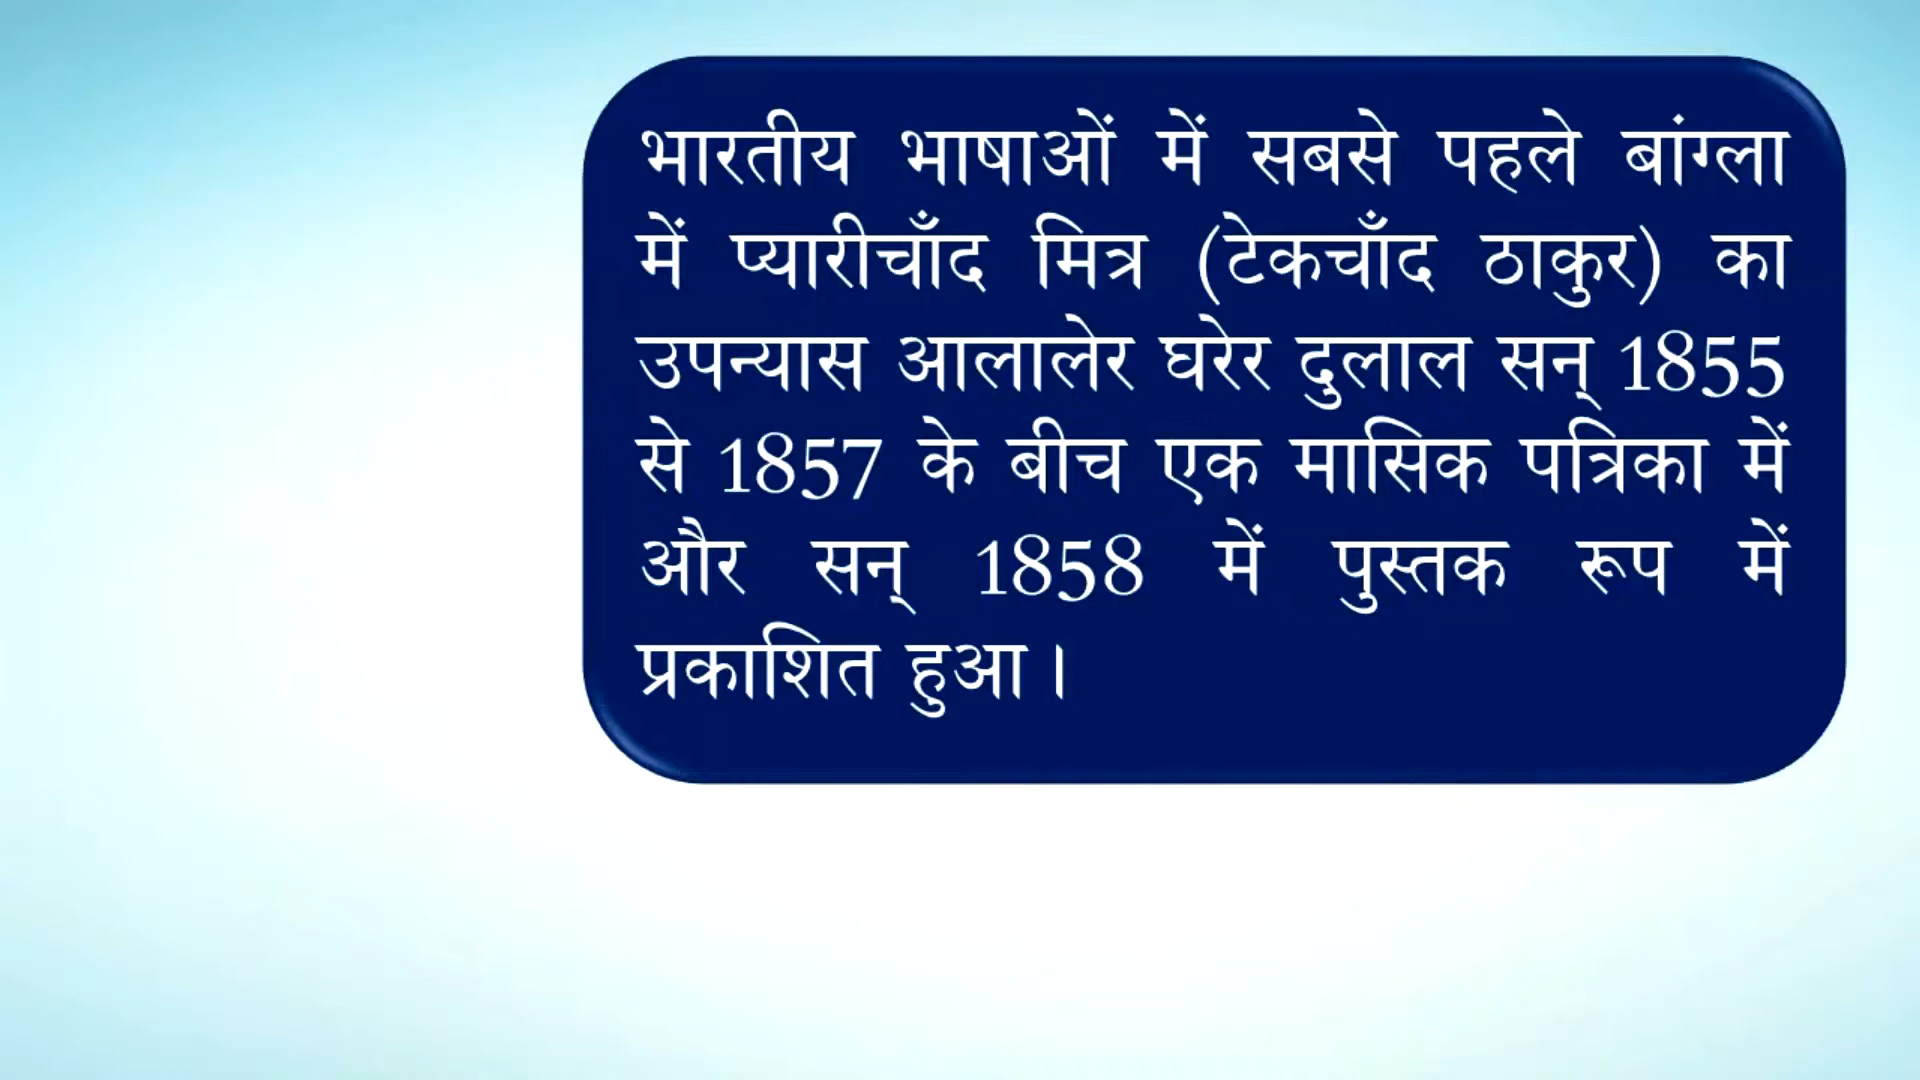 भारतीय भाषाओं में सबसे पहले बांग्ला
में प्यारीचाँद मित्र (टेकचाँद ठाकुर) का
उपन्यास आलालेर घरेर दुलाल सन् 1855
से 1857 के बीच एक मासिक पत्रिका में
और सन् 1858 में पुस्तक रूप में
प्रकाशित हुआ।